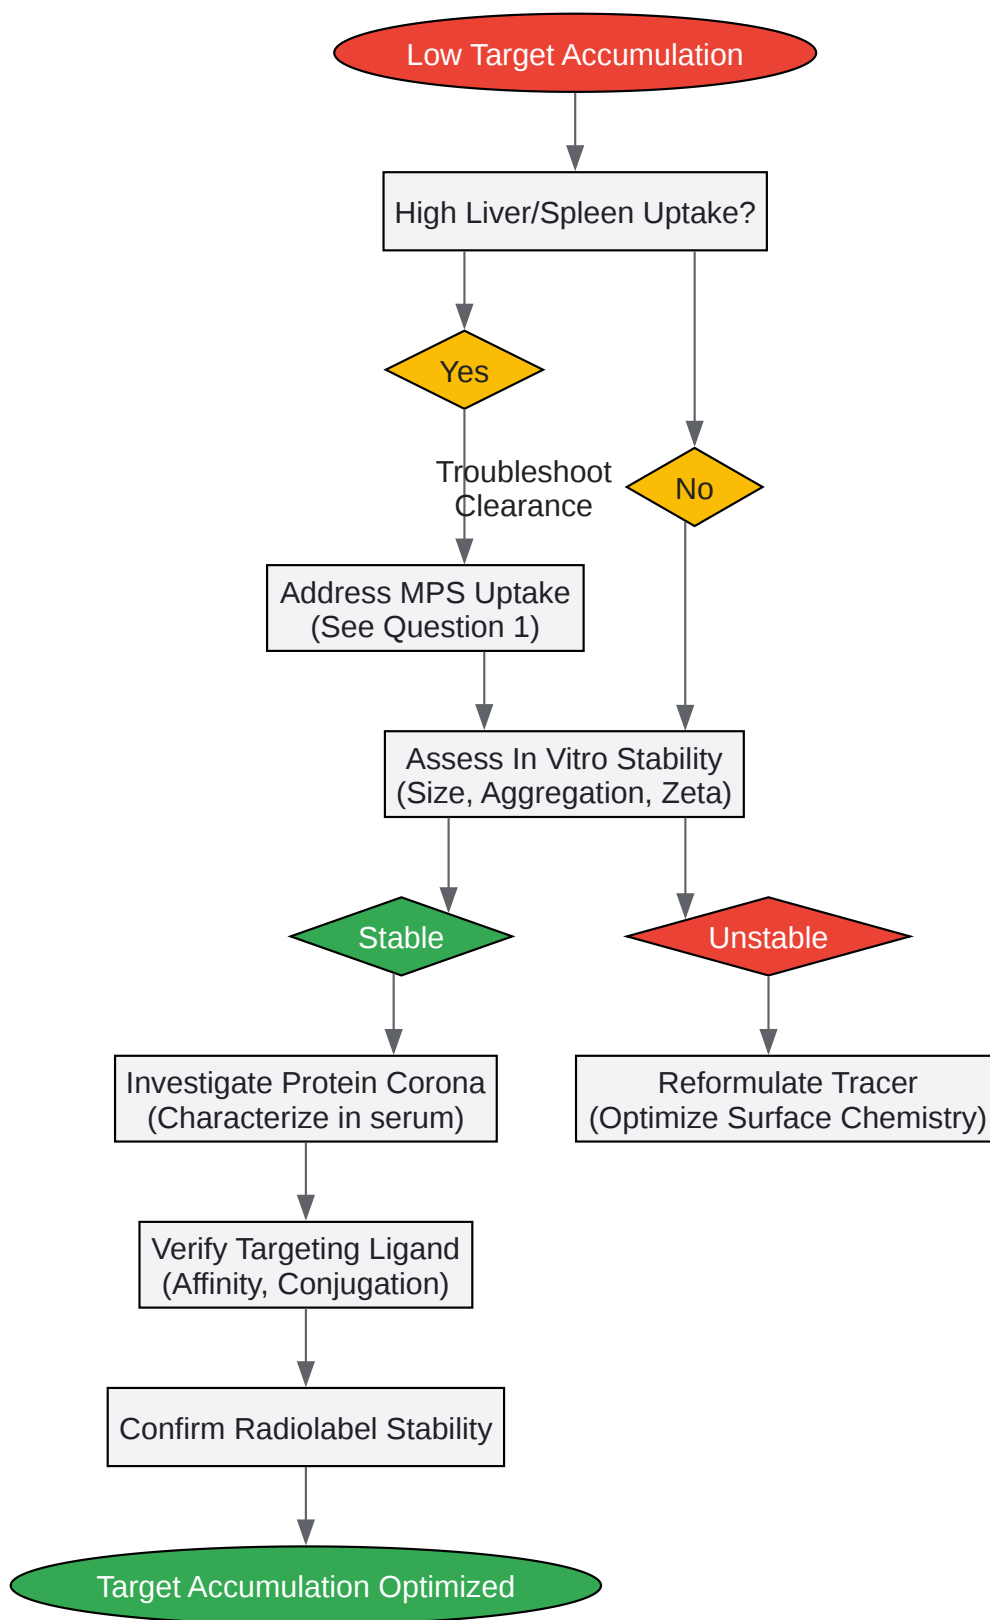 Low Target Accumulation
High Liver/Spleen Uptake?
Yes
Troubleshoot
Clearance
No
Address MPS Uptake
(See Question 1)
Assess In Vitro Stability
(Size, Aggregation, Zeta)
Stable
Unstable
Investigate Protein Corona
(Characterize in serum)
Reformulate Tracer
(Optimize Surface Chemistry)
Verify Targeting Ligand
(Affinity, Conjugation)
Confirm Radiolabel Stability
Target Accumulation Optimized